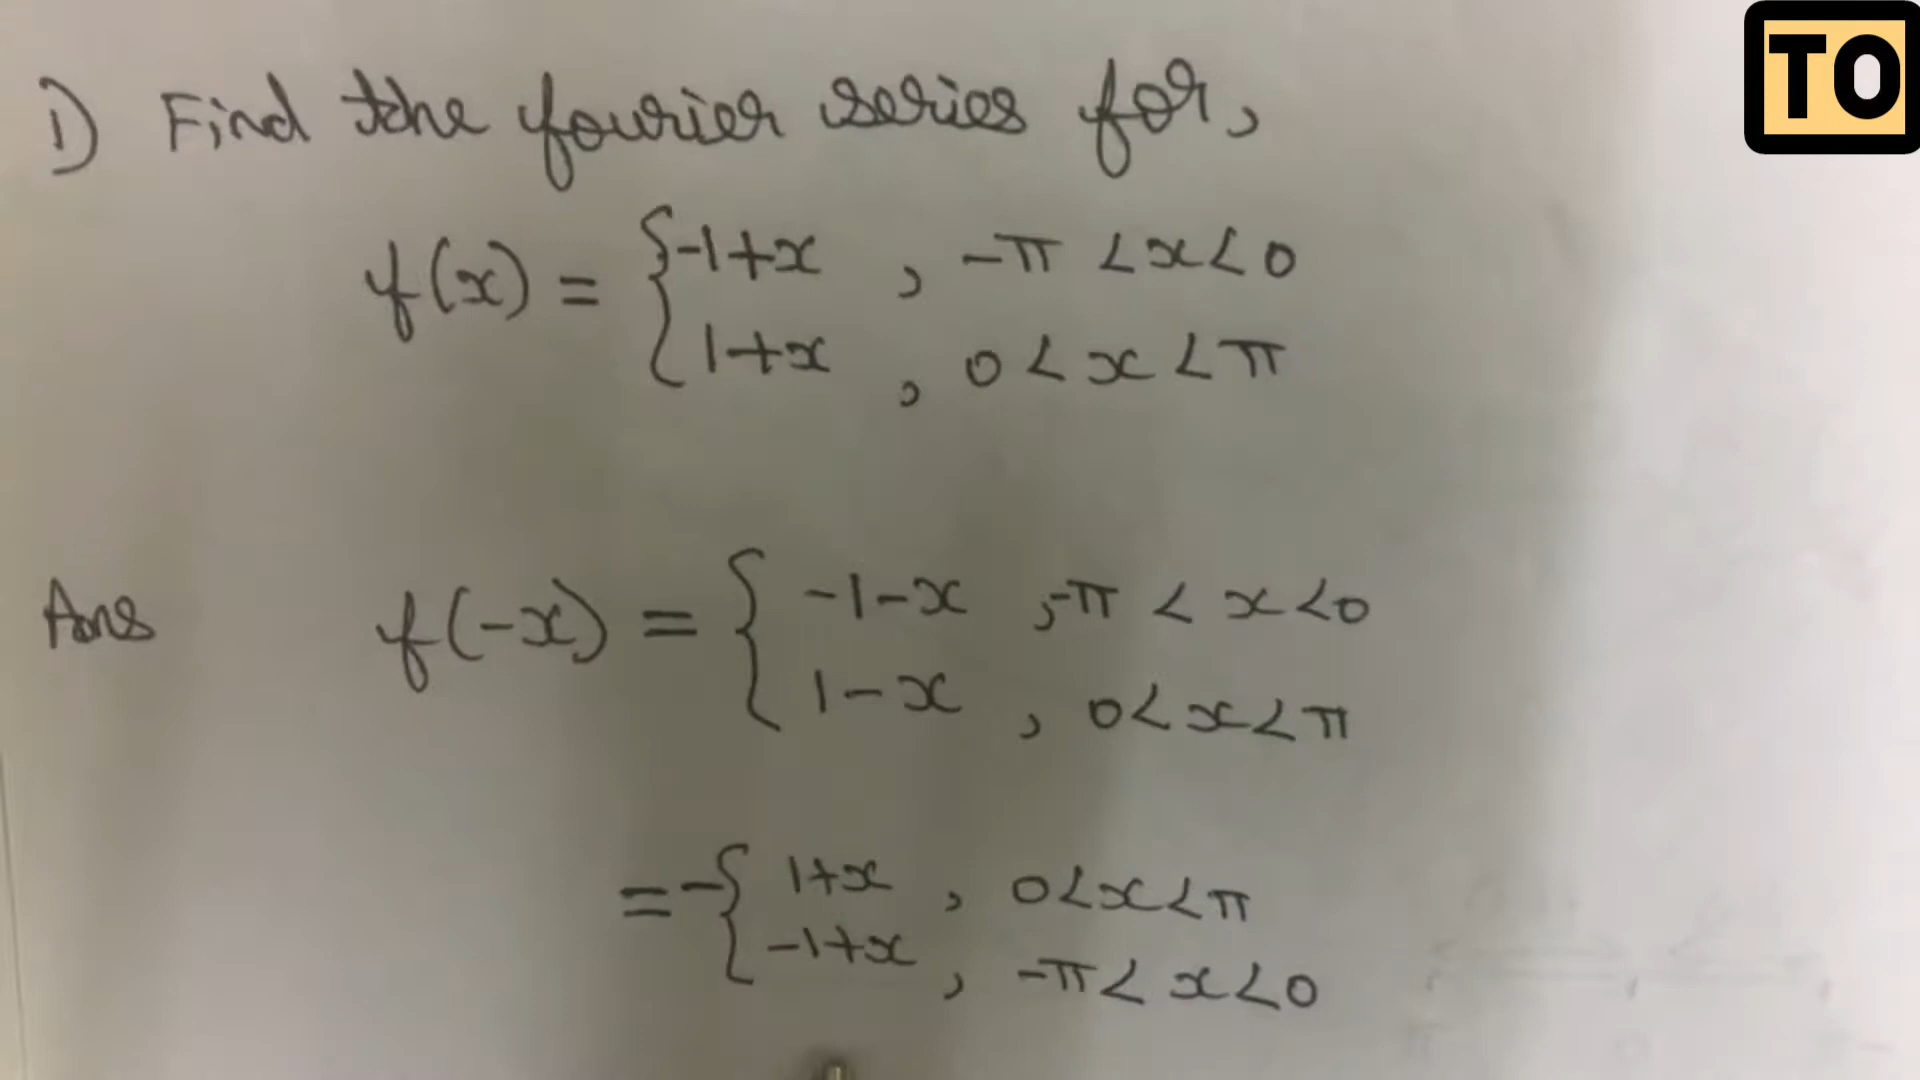 TO
1) Find the fourier series for,
f(x) = { -1+x , -π < x < 0
1+x , 0 < x < π
Ans f(-x) = { -1-x , -π < x < 0
1-x , 0 < x < π
= -{ 1+x , 0 < x < π
-1+x , -π < x < 0